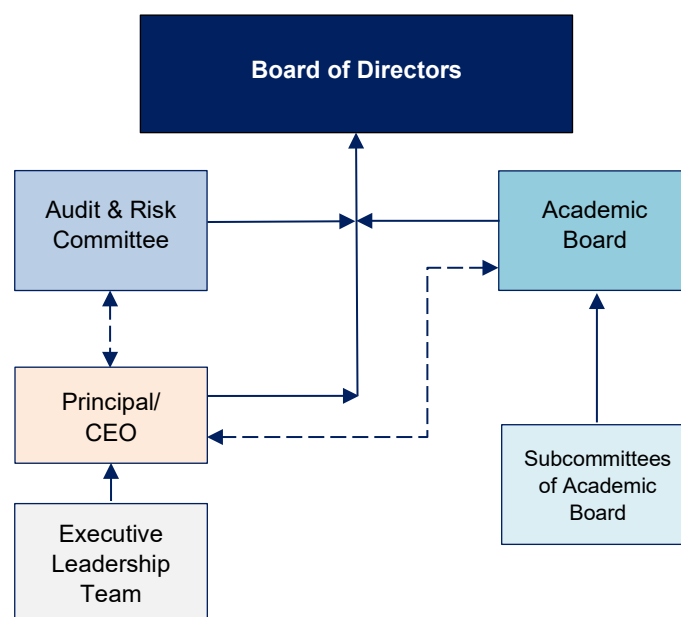 Board of Directors
Audit & Risk
Committee
Academic
Board
Principal/
CEO
Subcommittees
of Academic
Board
Executive
Leadership
Team